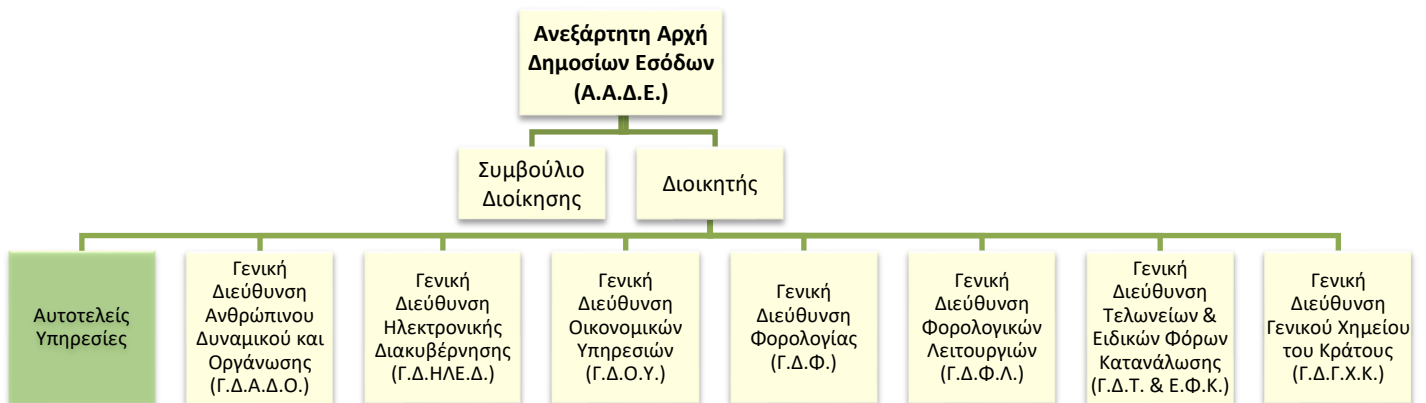 Ανεξάρτητη Αρχή
Δημοσίων Εσόδων
(Α.Α.Δ.Ε.)
Συμβούλιο
Διοίκησης
Διοικητής
Αυτοτελείς
Υπηρεσίες
Γενική
Διεύθυνση
Ανθρώπινου
Δυναμικού και
Οργάνωσης
(Γ.Δ.Α.Δ.Ο.)
Γενική
Διεύθυνση
Ηλεκτρονικής
Διακυβέρνησης
(Γ.Δ.ΗΛΕ.Δ.)
Γενική
Διεύθυνση
Οικονομικών
Υπηρεσιών
(Γ.Δ.Ο.Υ.)
Γενική
Διεύθυνση
Φορολογίας
(Γ.Δ.Φ.)
Γενική
Διεύθυνση
Φορολογικών
Λειτουργιών
(Γ.Δ.Φ.Λ.)
Γενική
Διεύθυνση
Τελωνείων &
Ειδικών Φόρων
Κατανάλωσης
(Γ.Δ.Τ. & Ε.Φ.Κ.)
Γενική
Διεύθυνση
Γενικού Χημείου
του Κράτους
(Γ.Δ.Γ.Χ.Κ.)